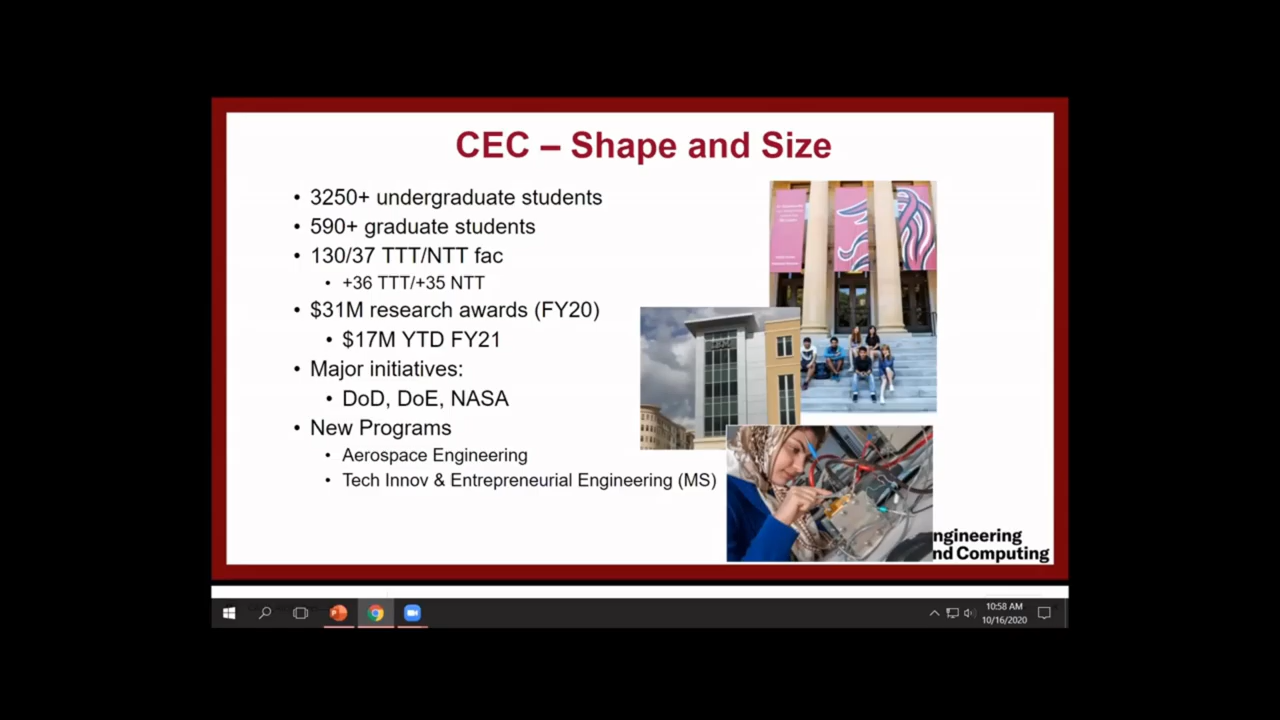 CEC – Shape and Size
• 3250+ undergraduate students
• 590+ graduate students
• 130/37 TTT/NTT fac
• +36 TTT/+35 NTT
• $31M research awards (FY20)
• $17M YTD FY21
• Major initiatives:
• DoD, DoE, NASA
• New Programs
• Aerospace Engineering
• Tech Innov & Entrepreneurial Engineering (MS)
ngineering
nd Computing
10:58 AM
10/16/2020